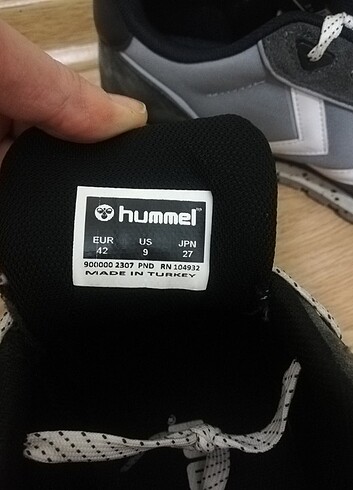 hummel
EUR US JPN
42 9 27
900000 2307 PND RN 104932
MADE IN TURKEY